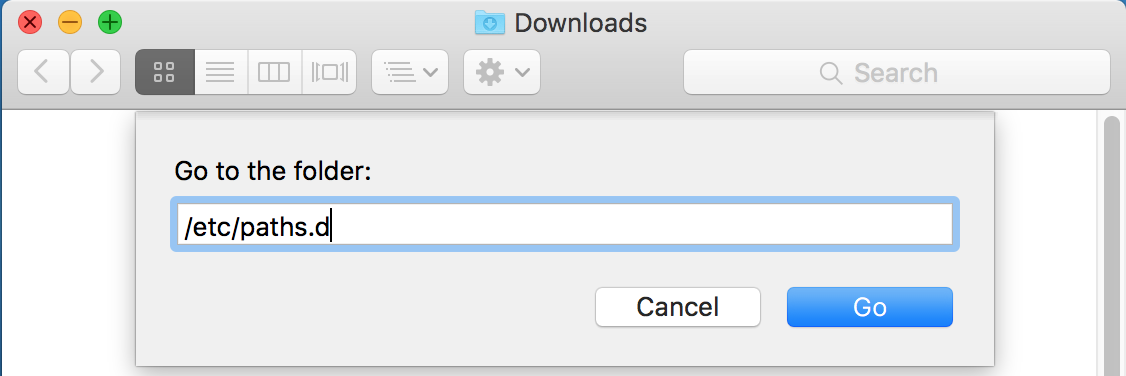 Downloads
Search
Go to the folder:
/etc/paths.d
Cancel
Go